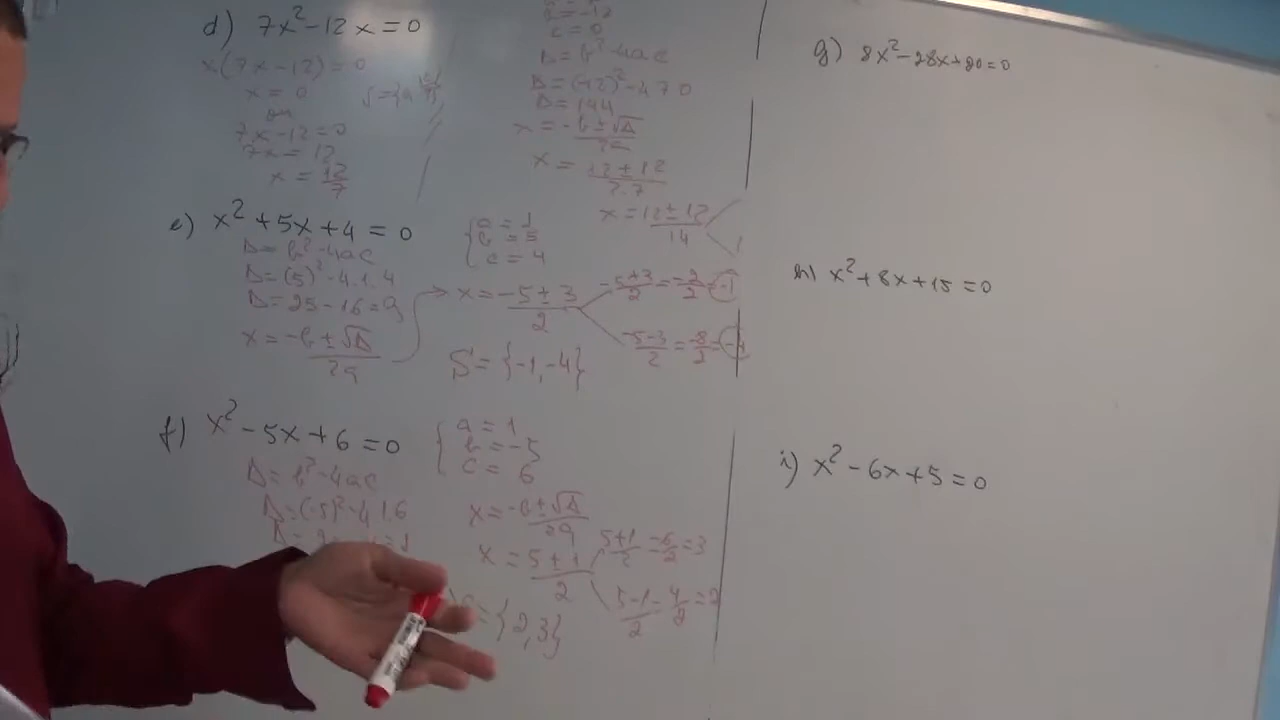 d) 7x²-12x=0
x(7x-12)=0
x=0
ou
7x-12=0
7x=12
x=12/7
b=-12
c=0
Δ=b²-4ac
Δ=(-12)²-4.7.0
Δ=144
x=-b±√Δ/2a
x=12±12/2.7
x=12±12/14
e) x²+5x+4=0
Δ=b²-4ac
Δ=(5)²-4.1.4
Δ=25-16=9
x=-b±√Δ/2a
{a=1
b=5
c=4
x=-5±3/2
-5+3/2=-2/2=-1
-5-3/2=-8/2=-4
S={-1,-4}
f) x²-5x+6=0
Δ=b²-4ac
Δ=(-5)²-4.1.6
{a=1
b=-5
c=6
x=-b±√Δ/2a
x=5±1/2
5+1/2=6/2=3
5-1/2=4/2=2
={2,3}
g) 8x²-28x+20=0
h) x²+8x+15=0
i) x²-6x+5=0